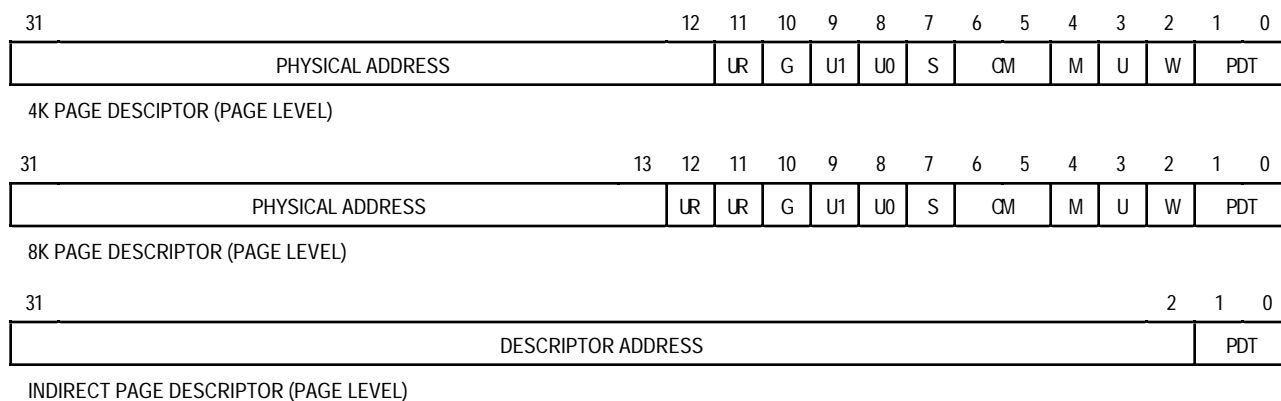 31 12 11 10 9 8 7 6 5 4 3 2 1 0
PHYSICAL ADDRESS UR G U1 U0 S CM M U W PDT
4K PAGE DESCIPTOR (PAGE LEVEL)
31 13 12 11 10 9 8 7 6 5 4 3 2 1 0
PHYSICAL ADDRESS UR UR G U1 U0 S CM M U W PDT
8K PAGE DESCRIPTOR (PAGE LEVEL)
31 2 1 0
DESCRIPTOR ADDRESS PDT
INDIRECT PAGE DESCRIPTOR (PAGE LEVEL)